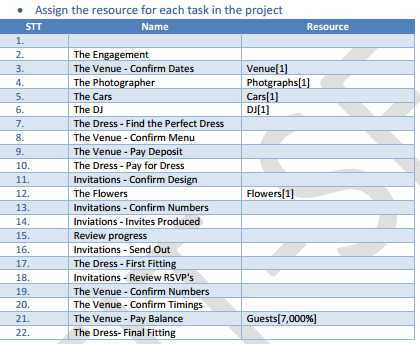 • Assign the resource for each task in the project
STT Name Resource
1.
2. The Engagement
3. The Venue - Confirm Dates Venue[1]
4. The Photographer Photgraphs[1]
5. The Cars Cars[1]
6. The DJ DJ[1]
7. The Dress - Find the Perfect Dress
8. The Venue - Confirm Menu
9. The Venue - Pay Deposit
10. The Dress - Pay for Dress
11. Invitations - Confirm Design
12. The Flowers Flowers[1]
13. Invitations - Confirm Numbers
14. Inviations - Invites Produced
15. Review progress
16. Invitations - Send Out
17. The Dress - First Fitting
18. Invitations - Review RSVP's
19. The Venue - Confirm Numbers
20. The Venue - Confirm Timings
21. The Venue - Pay Balance Guests[7,000%]
22. The Dress- Final Fitting